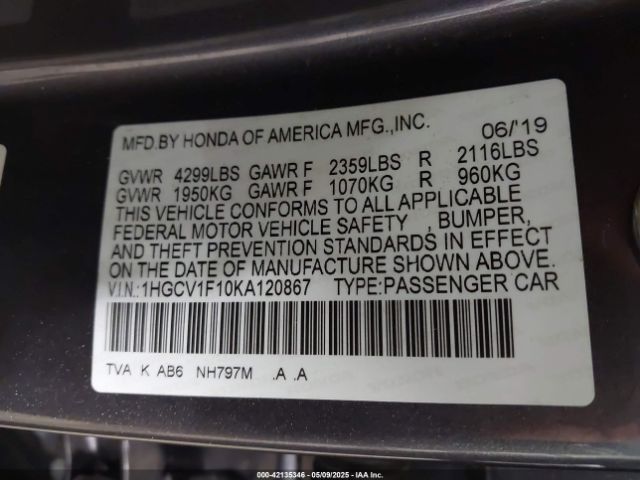 MFD.BY HONDA OF AMERICA MFG.,INC. 06/'19
GVWR 4299LBS GAWR F 2359LBS R 2116LBS
GVWR 1950KG GAWR F 1070KG R 960KG
THIS VEHICLE CONFORMS TO ALL APPLICABLE
FEDERAL MOTOR VEHICLE SAFETY , BUMPER,
AND THEFT PREVENTION STANDARDS IN EFFECT
ON THE DATE OF MANUFACTURE SHOWN ABOVE.
V.I.N.:1HGCV1F10KA120867 TYPE:PASSENGER CAR
TVA K AB6 NH797M .A .A
000-42135346 - 05/09/2025 - IAA Inc.